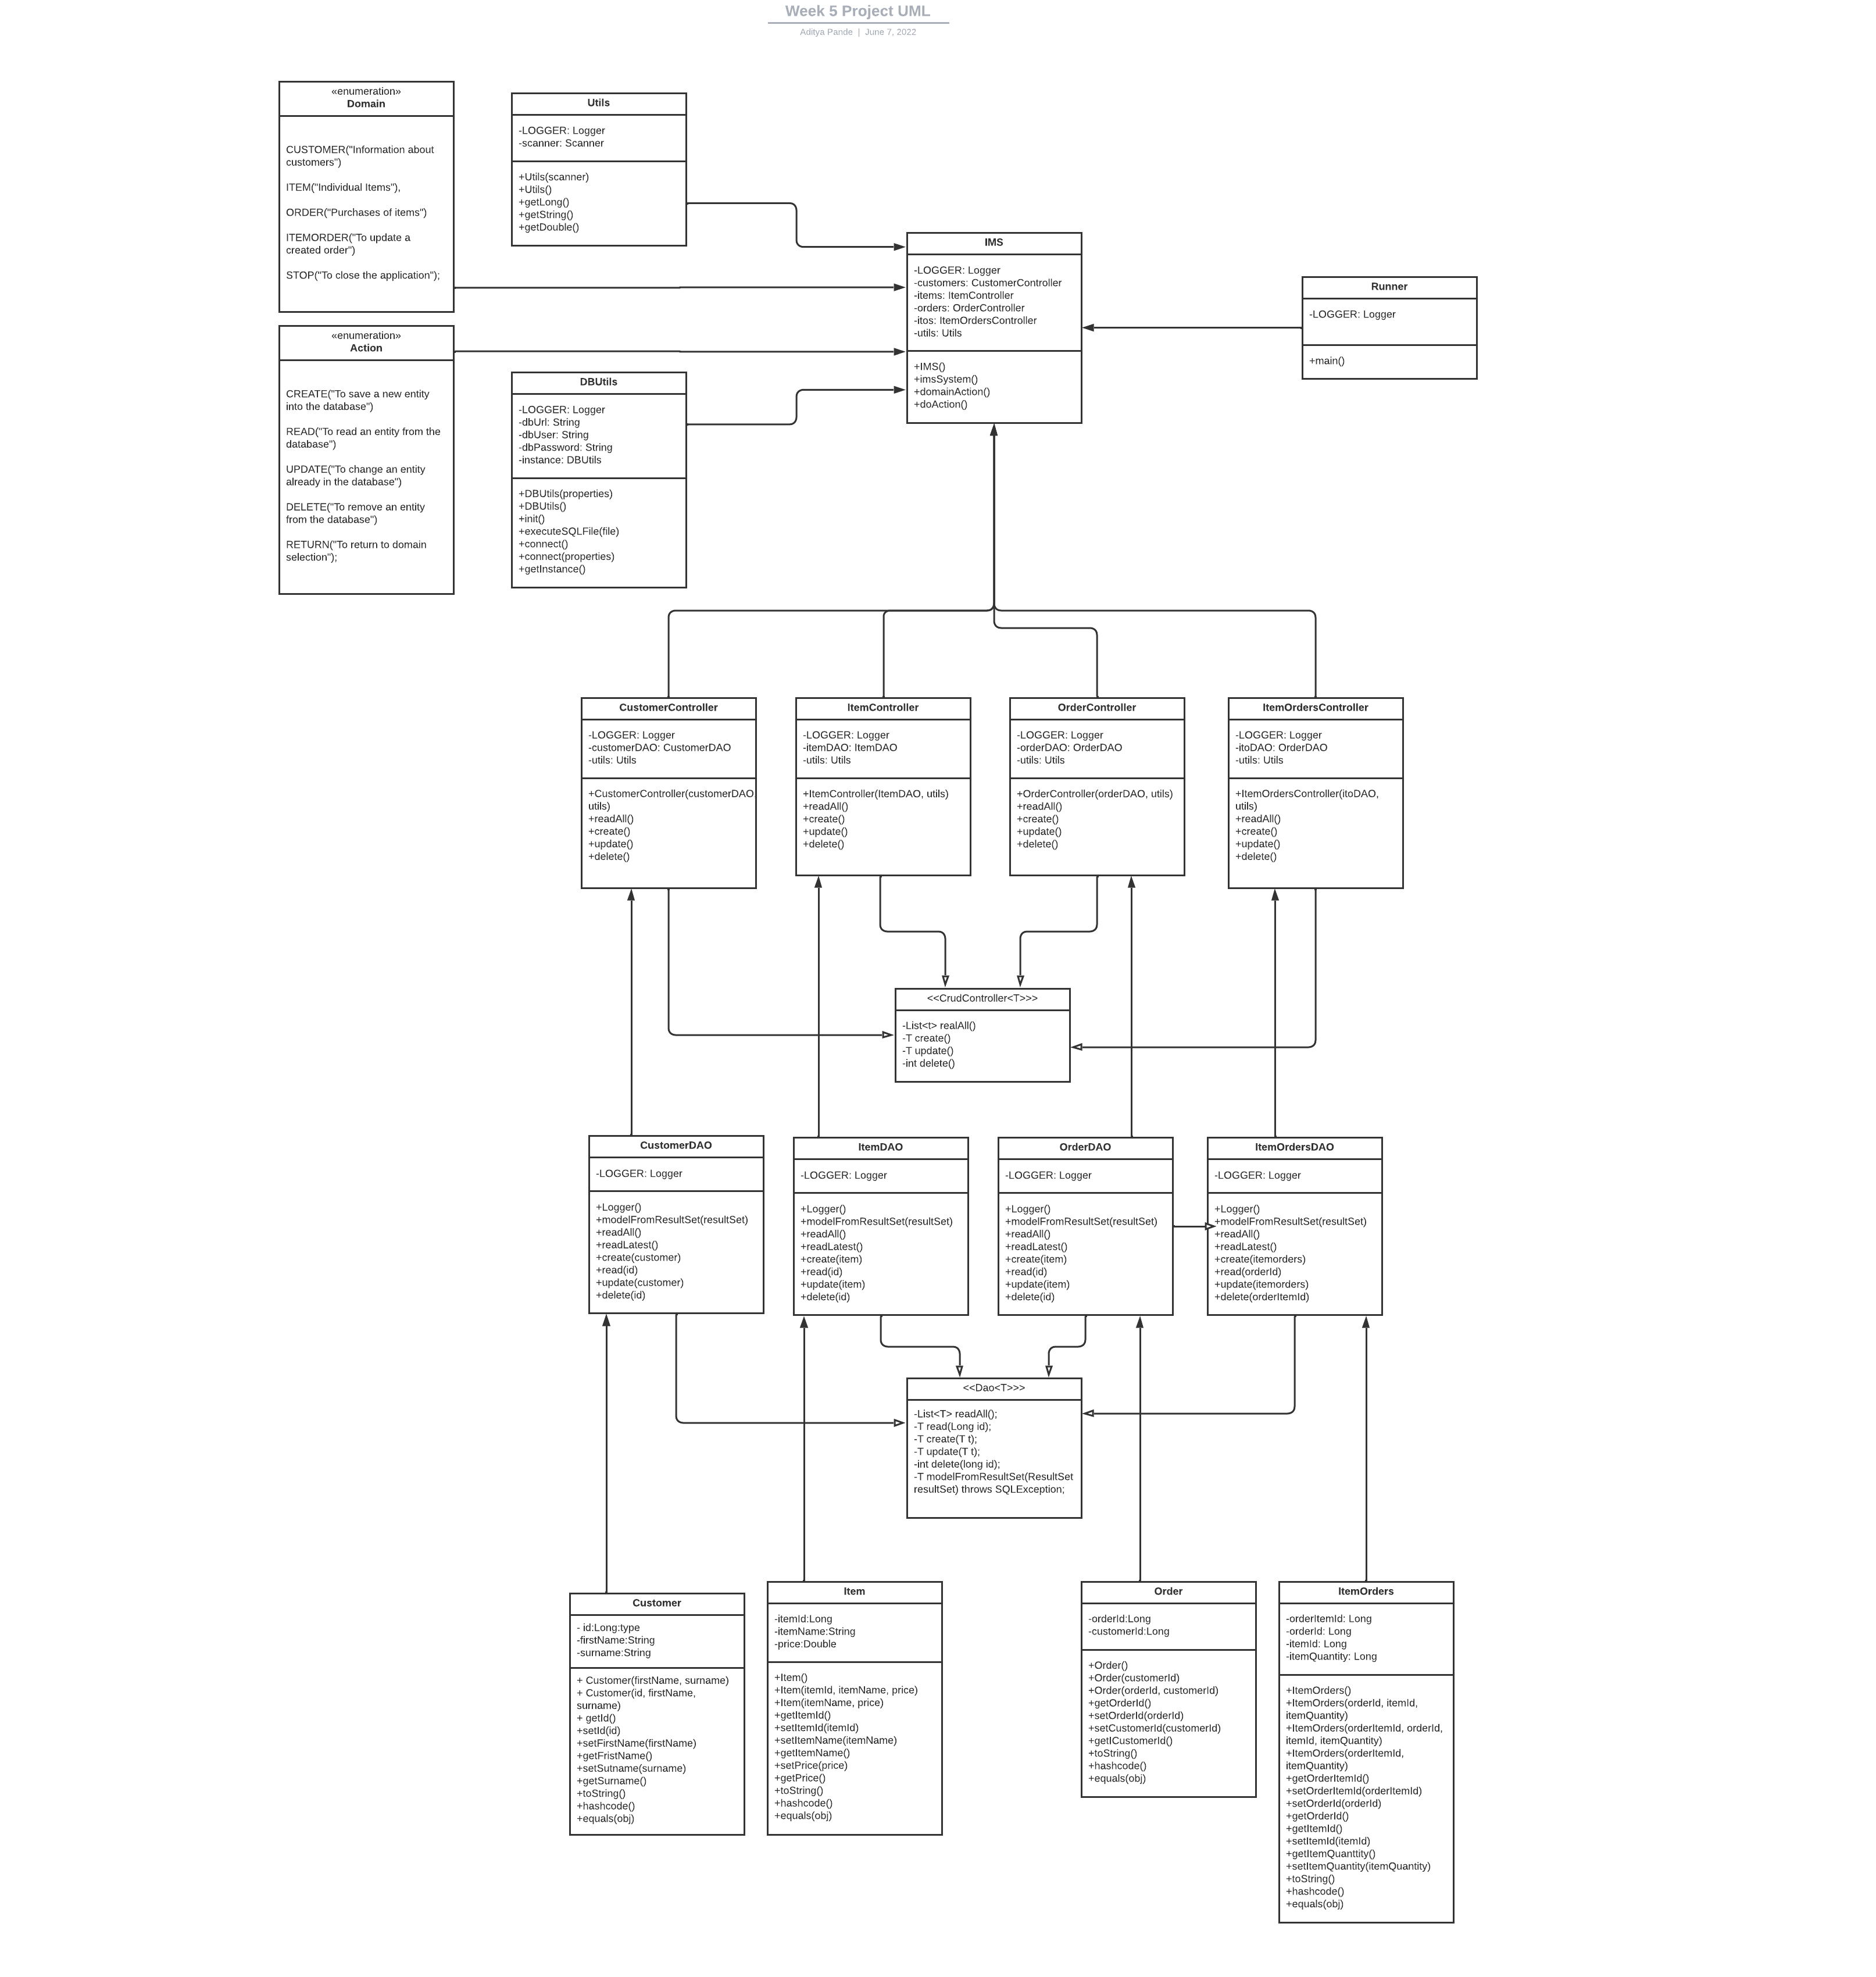 Week 5 Project UML
Aditya Pande | June 7, 2022
«enumeration»
Domain
CUSTOMER("Information about
customers")
ITEM("Individual Items"),
ORDER("Purchases of items")
ITEMORDER("To update a
created order")
STOP("To close the application");
Utils
-LOGGER: Logger
-scanner: Scanner
+Utils(scanner)
+Utils()
+getLong()
+getString()
+getDouble()
IMS
-LOGGER: Logger
-customers: CustomerController
-items: ItemController
-orders: OrderController
-itos: ItemOrdersController
-utils: Utils
+IMS()
+imsSystem()
+domainAction()
+doAction()
Runner
-LOGGER: Logger
+main()
«enumeration»
Action
CREATE("To save a new entity
into the database")
READ("To read an entity from the
database")
UPDATE("To change an entity
already in the database")
DELETE("To remove an entity
from the database")
RETURN("To return to domain
selection");
DBUtils
-LOGGER: Logger
-dbUrl: String
-dbUser: String
-dbPassword: String
-instance: DBUtils
+DBUtils(properties)
+DBUtils()
+init()
+executeSQLFile(file)
+connect()
+connect(properties)
+getInstance()
CustomerController
-LOGGER: Logger
-customerDAO: CustomerDAO
-utils: Utils
+CustomerController(customerDAO
utils)
+readAll()
+create()
+update()
+delete()
ItemController
-LOGGER: Logger
-itemDAO: ItemDAO
-utils: Utils
+ItemController(ItemDAO, utils)
+readAll()
+create()
+update()
+delete()
OrderController
-LOGGER: Logger
-orderDAO: OrderDAO
-utils: Utils
+OrderController(orderDAO, utils)
+readAll()
+create()
+update()
+delete()
ItemOrdersController
-LOGGER: Logger
-itoDAO: OrderDAO
-utils: Utils
+ItemOrdersController(itoDAO,
utils)
+readAll()
+create()
+update()
+delete()
<<CrudController<T>>>
-List<t> realAll()
-T create()
-T update()
-int delete()
CustomerDAO
-LOGGER: Logger
+Logger()
+modelFromResultSet(resultSet)
+readAll()
+readLatest()
+create(customer)
+read(id)
+update(customer)
+delete(id)
ItemDAO
-LOGGER: Logger
+Logger()
+modelFromResultSet(resultSet)
+readAll()
+readLatest()
+create(item)
+read(id)
+update(item)
+delete(id)
OrderDAO
-LOGGER: Logger
+Logger()
+modelFromResultSet(resultSet)
+readAll()
+readLatest()
+create(item)
+read(id)
+update(item)
+delete(id)
ItemOrdersDAO
-LOGGER: Logger
+Logger()
+modelFromResultSet(resultSet)
+readAll()
+readLatest()
+create(itemorders)
+read(orderId)
+update(itemorders)
+delete(orderItemId)
<<Dao<T>>>
-List<T> readAll();
-T read(Long id);
-T create(T t);
-T update(T t);
-int delete(long id);
-T modelFromResultSet(ResultSet
resultSet) throws SQLException;
Customer
- id:Long:type
-firstName:String
-surname:String
+ Customer(firstName, surname)
+ Customer(id, firstName,
surname)
+ getId()
+setId(id)
+setFirstName(firstName)
+getFristName()
+setSutname(surname)
+getSurname()
+toString()
+hashcode()
+equals(obj)
Item
-itemId:Long
-itemName:String
-price:Double
+Item()
+Item(itemId, itemName, price)
+Item(itemName, price)
+getItemId()
+setItemId(itemId)
+setItemName(itemName)
+getItemName()
+setPrice(price)
+getPrice()
+toString()
+hashcode()
+equals(obj)
Order
-orderId:Long
-customerId:Long
+Order()
+Order(customerId)
+Order(orderId, customerId)
+getOrderId()
+setOrderId(orderId)
+setCustomerId(customerId)
+getICustomerId()
+toString()
+hashcode()
+equals(obj)
ItemOrders
-orderItemId: Long
-orderId: Long
-itemId: Long
-itemQuantity: Long
+ItemOrders()
+ItemOrders(orderId, itemId,
itemQuantity)
+ItemOrders(orderItemId, orderId,
itemId, itemQuantity)
+ItemOrders(orderItemId,
itemQuantity)
+getOrderItemId()
+setOrderItemId(orderItemId)
+setOrderId(orderId)
+getOrderId()
+getItemId()
+setItemId(itemId)
+getItemQuanttity()
+setItemQuantity(itemQuantity)
+toString()
+hashcode()
+equals(obj)